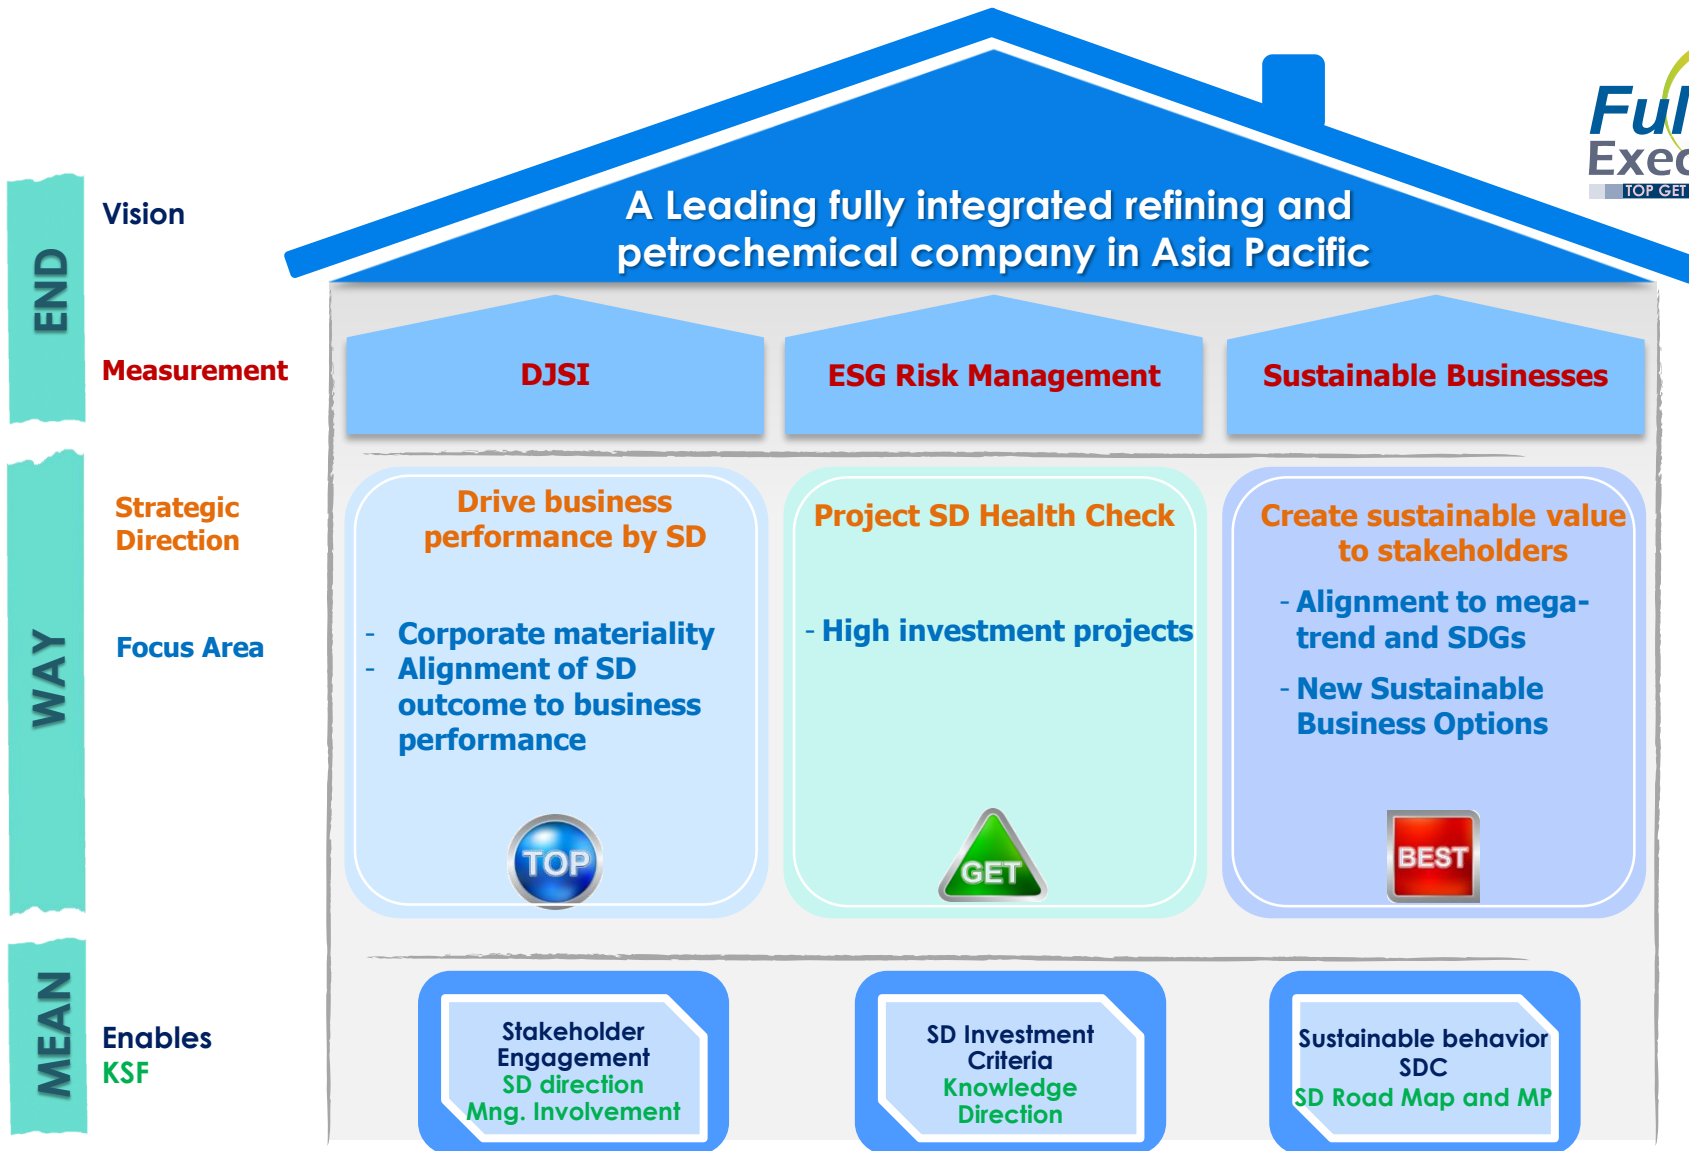 A Leading fully integrated refining and
petrochemical company in Asia Pacific
TOP GET
END
Vision
Measurement
DJSI
ESG Risk Management
Sustainable Businesses
WAY
Strategic
Direction
Focus Area
Drive business
performance by SD
- Corporate materiality
- Alignment of SD
outcome to business
performance
TOP
Project SD Health Check
- High investment projects
GET
Create sustainable value
to stakeholders
- Alignment to mega-
trend and SDGs
- New Sustainable
Business Options
BEST
MEAN
Enables
KSF
Stakeholder
Engagement
SD direction
Mng. Involvement
SD Investment
Criteria
Knowledge
Direction
Sustainable behavior
SDC
SD Road Map and MP